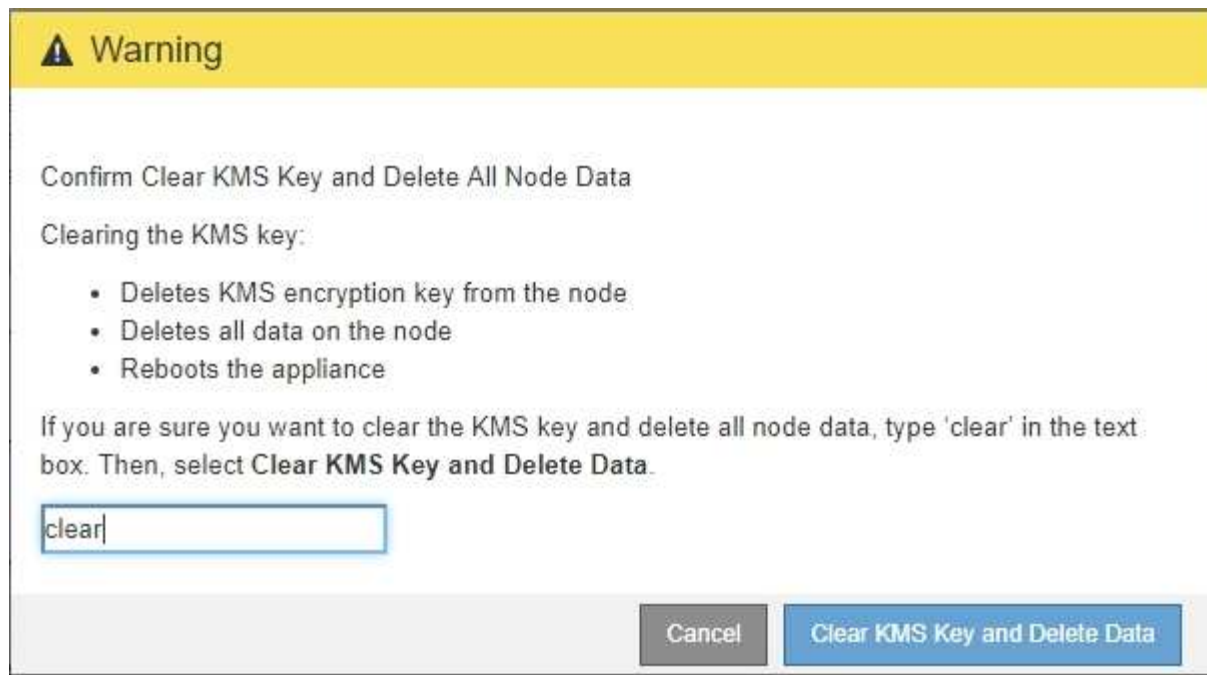 Warning
Confirm Clear KMS Key and Delete All Node Data
Clearing the KMS key:
• Deletes KMS encryption key from the node
• Deletes all data on the node
• Reboots the appliance
If you are sure you want to clear the KMS key and delete all node data, type ‘clear’ in the text
box. Then, select Clear KMS Key and Delete Data.
clear
Cancel Clear KMS Key and Delete Data